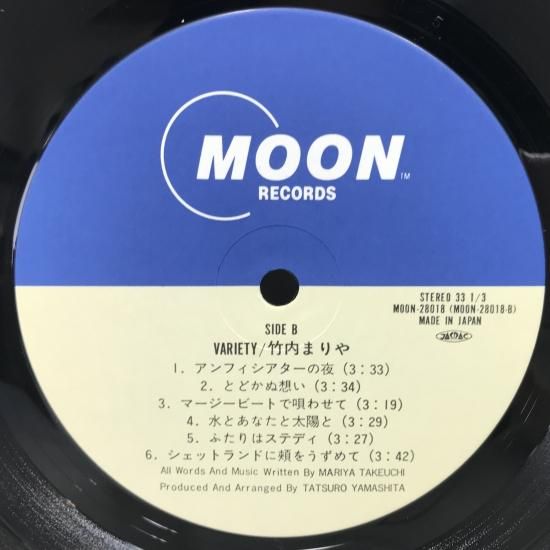 MOON TM
RECORDS
STEREO 33 1/3
MOON-28018 (MOON-28018-B)
MADE IN JAPAN
JASRAC
SIDE B
VARIETY/竹内まりや
1. アンフィシアターの夜 (3:33)
2. とどかぬ想い (3:34)
3. マージービートで唄わせて (3:19)
4. 水とあなたと太陽と (3:29)
5. ふたりはステディ (3:27)
6. シェットランドに頬をうずめて (3:42)
All Words And Music Written By MARIYA TAKEUCHI
Produced And Arranged By TATSURO YAMASHITA